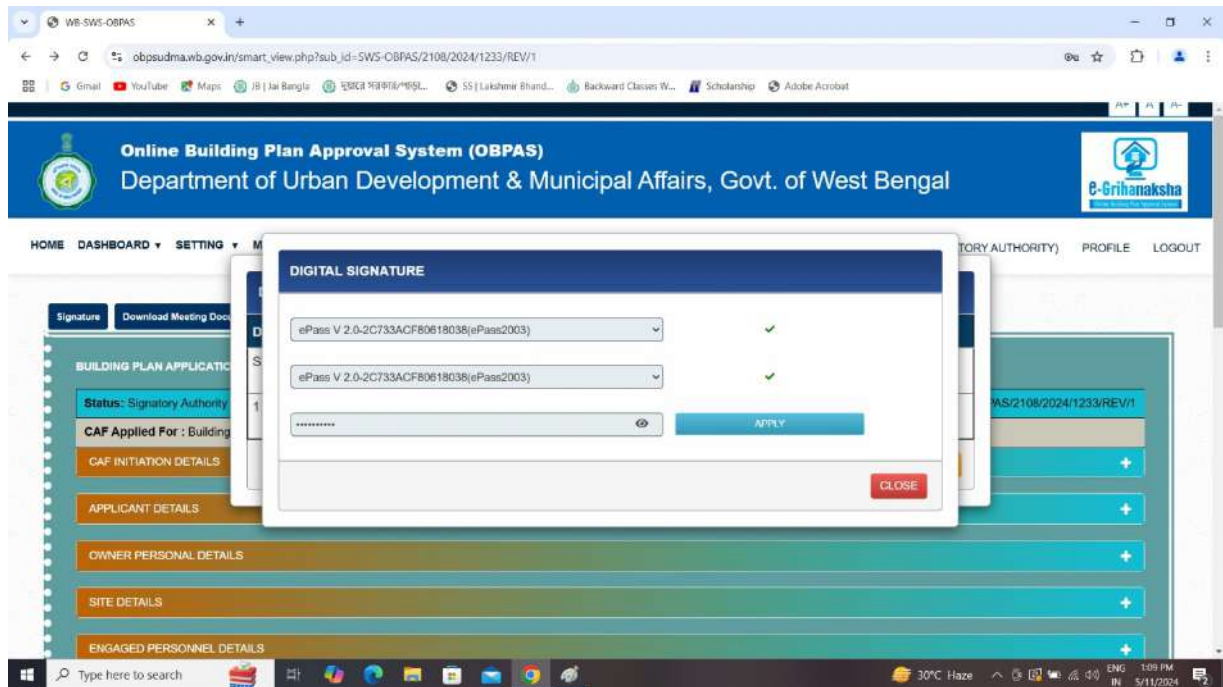 WB-SWS-OBPAS
obpsudma.wb.gov.in/smart_view.php?sub_id=SWS-OBPAS/2108/2024/1233/REV/1
Gmail YouTube Maps JB | Jai Bangla SS | Lakshmir Bhand... Backward Classes W... Scholarship Adobe Acrobat
A+ A A-
Online Building Plan Approval System (OBPAS)
Department of Urban Development & Municipal Affairs, Govt. of West Bengal
e-Grihanaksha
HOME DASHBOARD SETTING M TORY AUTHORITY) PROFILE LOGOUT
DIGITAL SIGNATURE
Signature Download Meeting Doc
ePass V 2.0-2C733ACF80618038(ePass2003)
BUILDING PLAN APPLICATIO
ePass V 2.0-2C733ACF80618038(ePass2003)
Status: Signatory Authority 1 PAS/2108/2024/1233/REV/1
APPLY
CAF Applied For : Building
CAF INITIATION DETAILS
CLOSE
APPLICANT DETAILS
OWNER PERSONAL DETAILS
SITE DETAILS
ENGAGED PERSONNEL DETAILS
Type here to search 30°C Haze ENG 1:09 PM
IN 5/11/2024